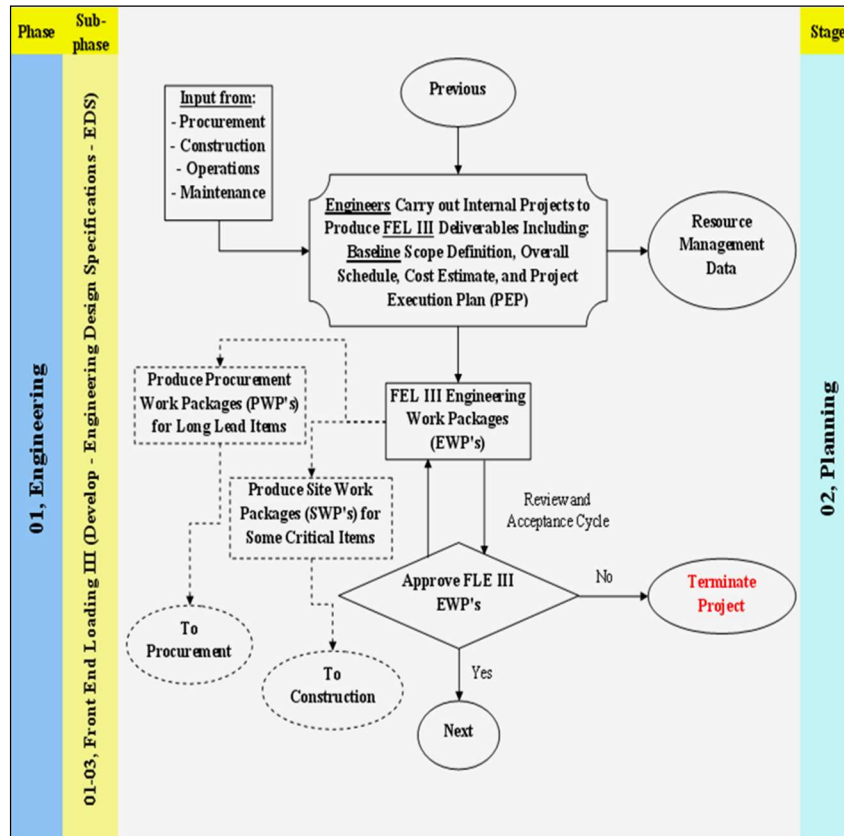 Phase
Sub-
phase
Stage
01, Engineering
01-03, Front End Loading III (Develop - Engineering Design Specifications - EDS)
02, Planning
Input from:
- Procurement
- Construction
- Operations
- Maintenance
Previous
Engineers Carry out Internal Projects to
Produce FEL III Deliverables Including:
Baseline Scope Definition, Overall
Schedule, Cost Estimate, and Project
Execution Plan (PEP)
Resource
Management
Data
Produce Procurement
Work Packages (PWP's)
for Long Lead Items
FEL III Engineering
Work Packages
(EWP's)
Produce Site Work
Packages (SWP's) for
Some Critical Items
Review and
Acceptance Cycle
Approve FLE III
EWP's
No
Terminate
Project
To
Procurement
To
Construction
Yes
Next